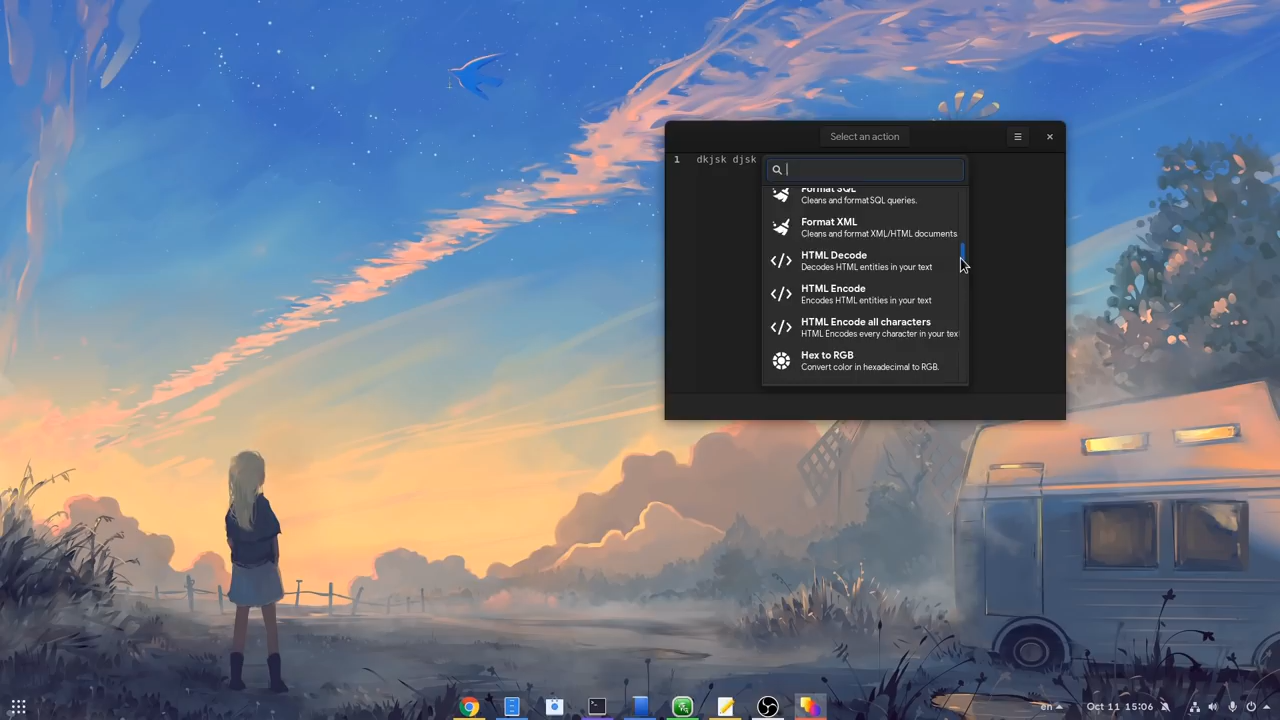 Select an action
1 dkjsk djsk
Format SQL
Cleans and format SQL queries.
Format XML
Cleans and format XML/HTML documents
HTML Decode
Decodes HTML entities in your text
HTML Encode
Encodes HTML entities in your text
HTML Encode all characters
HTML Encodes every character in your tex
Hex to RGB
Convert color in hexadecimal to RGB.
en
Oct 11 15:06